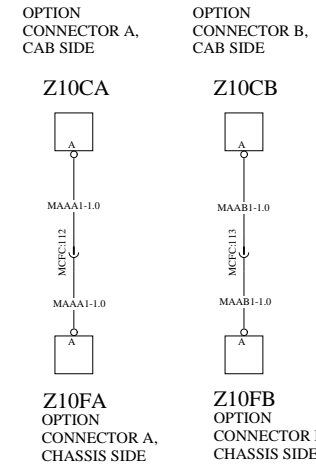 OPTION
CONNECTOR A,
CAB SIDE
OPTION
CONNECTOR B,
CAB SIDE
Z10CA
Z10CB
A
A
MAAA1-1.0
MAAB1-1.0
MCFC:112
MCFC:113
MAAA1-1.0
MAAB1-1.0
A
A
Z10FA
OPTION
CONNECTOR A,
CHASSIS SIDE
Z10FB
OPTION
CONNECTOR
CHASSIS SIDE